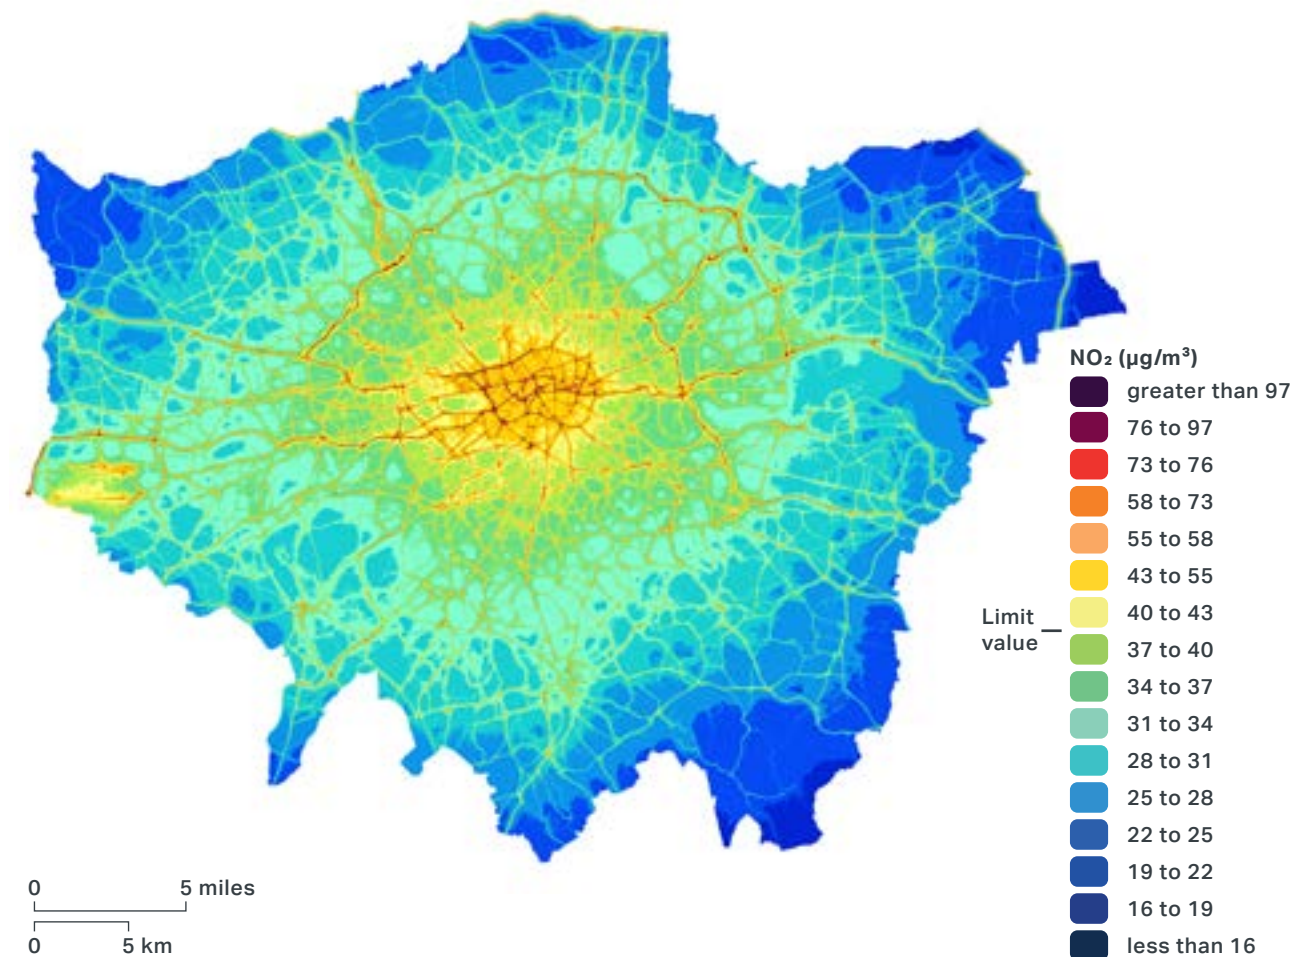 NO₂ (µg/m³)
greater than 97
76 to 97
73 to 76
58 to 73
55 to 58
43 to 55
40 to 43
Limit
value
37 to 40
34 to 37
31 to 34
28 to 31
25 to 28
22 to 25
19 to 22
16 to 19
less than 16
0 5 miles
0 5 km